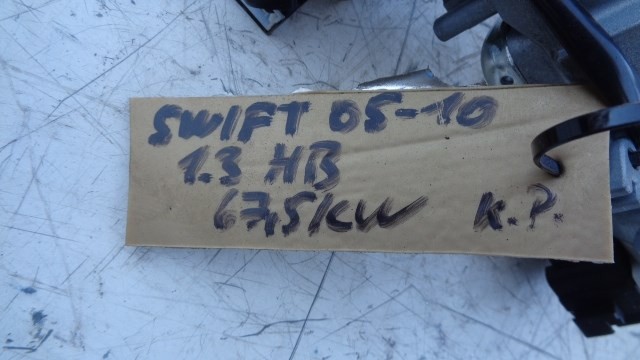 SWIFT 05-10
1.3 HB
67,5KW K.P.